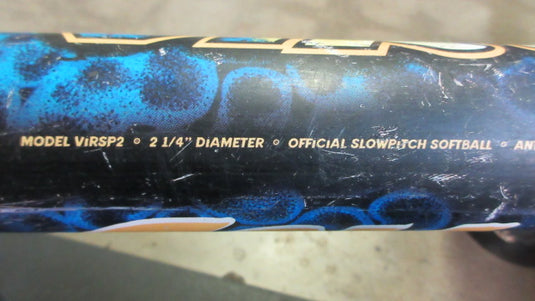 MODEL ViRSP2 ° 2 1/4" DiAMETER ° OFFiCiAL SLOWPiTCH SOFTBALL °